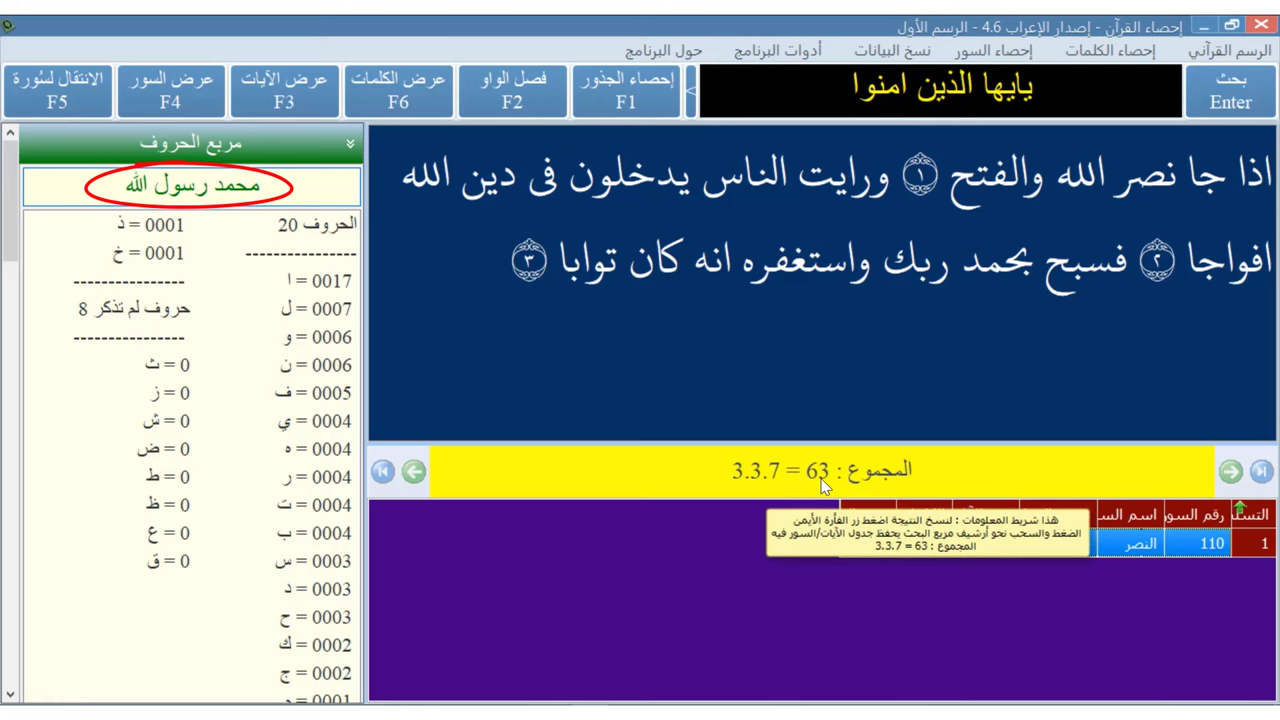 إحصاء القرآن - إصدار الإعراب 4.6 - الرسم الأول
الرسم القرآني إحصاء الكلمات إحصاء السور نسخ البيانات أدوات البرنامج حول البرنامج
بحث
Enter
يايها الذين امنوا
>
إحصاء الجذور
F1
فصل الواو
F2
عرض الكلمات
F6
عرض الآيات
F3
عرض السور
F4
الانتقال لسُورة
F5
اذا جا نصر الله والفتح ١ ورايت الناس يدخلون فى دين الله
افواجا ٢ فسبح بحمد ربك واستغفره انه كان توابا ٣
المجموع : 63 = 3.3.7
رقم السور
110 النصر
1
هذا شريط المعلومات : لنسخ النتيجة اضغط زر الفأرة الأيمن
الضغط والسحب نحو أرشيف مربع البحث يحفظ جدول الآيات/السور فيه
المجموع : 63 = 3.3.7
مربع الحروف
محمد رسول الله
الحروف 20
----------------
0017 = ا
0007 = ل
0006 = و
0006 = ن
0005 = ف
0004 = ي
0004 = ه
0004 = ر
0004 = ت
0004 = ب
0003 = س
0003 = د
0003 = ح
0002 = ك
0002 = ج
0001 = ذ
0001 = خ
----------------
حروف لم تذكر 8
----------------
0 = ث
0 = ز
0 = ش
0 = ض
0 = ط
0 = ظ
0 = ع
0 = ق